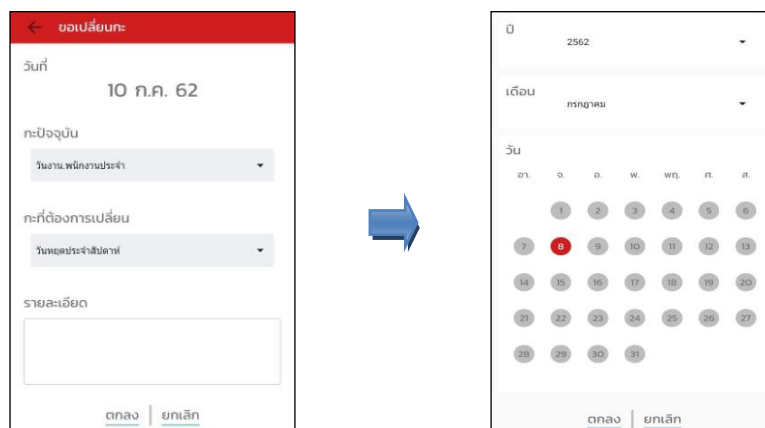 ขอเปลี่ยนกะ
วันที่
10 ก.ค. 62
กะปัจจุบัน
วันงาน.พนักงานประจำ
กะที่ต้องการเปลี่ยน
วันหยุดประจำสัปดาห์
รายละเอียด
ตกลง ยกเลิก
ปี
2562
เดือน
กรกฎาคม
วัน
อา. จ. อ. พ. พฤ. ศ. ส.
1 2 3 4 5 6
7 8 9 10 11 12 13
14 15 16 17 18 19 20
21 22 23 24 25 26 27
28 29 30 31
ตกลง ยกเลิก